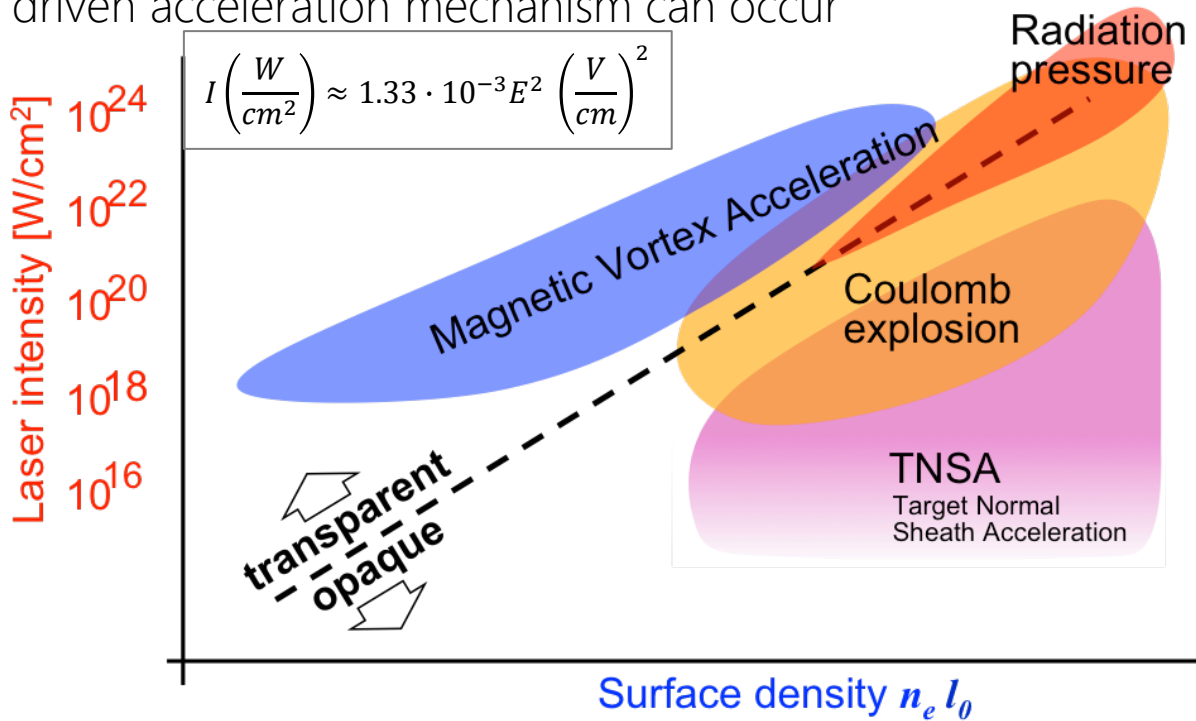 driven acceleration mechanism can occur
I (W/cm²) ≈ 1.33 · 10⁻³E² (V/cm)²
Radiation
pressure
Laser intensity [W/cm²]
10²⁴
10²²
10²⁰
10¹⁸
10¹⁶
Magnetic Vortex Acceleration
Coulomb
explosion
TNSA
Target Normal
Sheath Acceleration
transparent
opaque
Surface density nₑ l₀